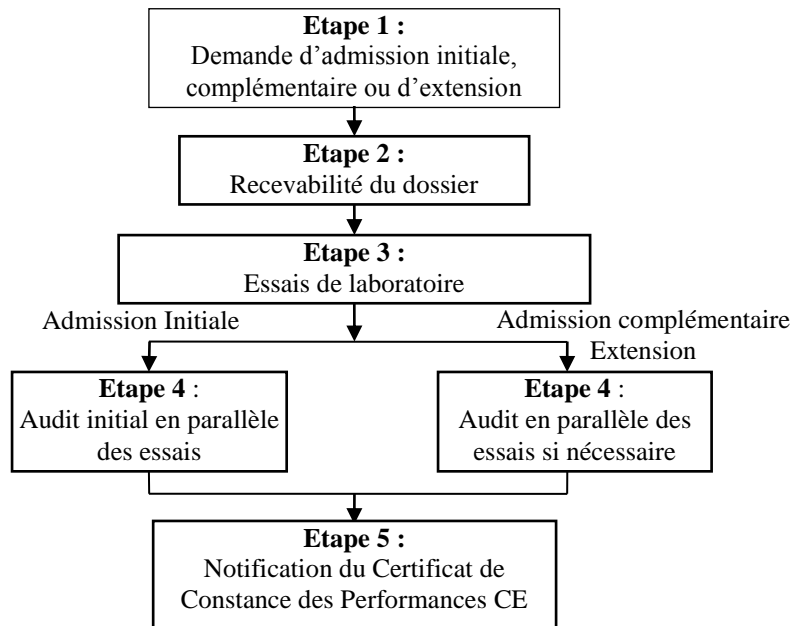 Etape 1 :
Demande d’admission initiale,
complémentaire ou d’extension
Etape 2 :
Recevabilité du dossier
Etape 3 :
Essais de laboratoire
Admission Initiale
Admission complémentaire
Extension
Etape 4 :
Audit initial en parallèle
des essais
Etape 4 :
Audit en parallèle des
essais si nécessaire
Etape 5 :
Notification du Certificat de
Constance des Performances CE